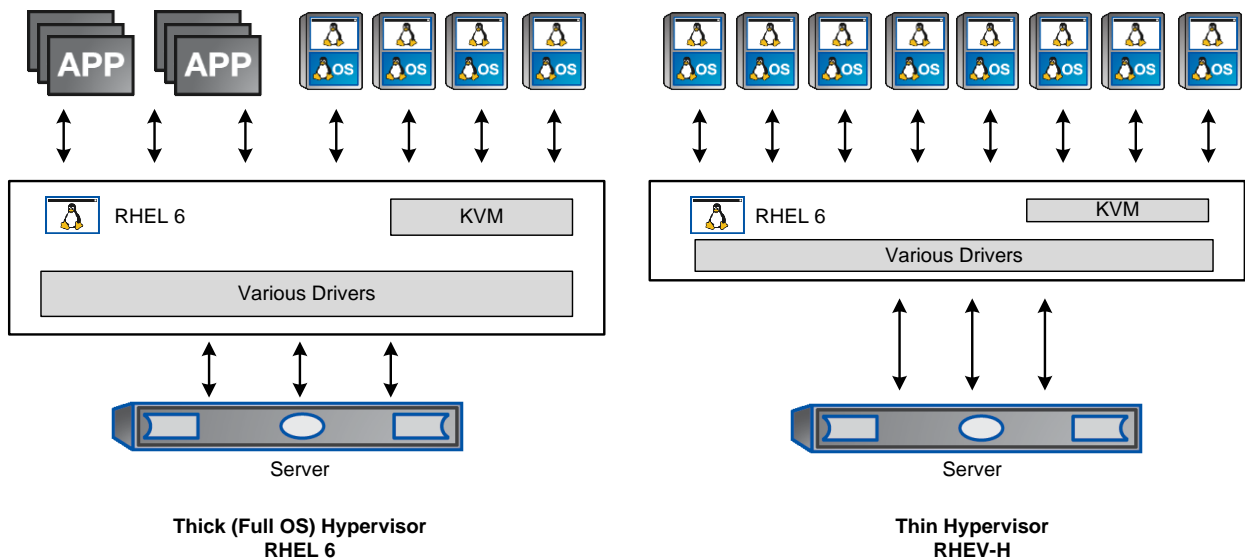 APP
APP
OS
OS
OS
OS
OS
OS
OS
OS
OS
OS
OS
OS
RHEL 6
KVM
Various Drivers
RHEL 6
KVM
Various Drivers
Server
Server
Thick (Full OS) Hypervisor
RHEL 6
Thin Hypervisor
RHEV-H